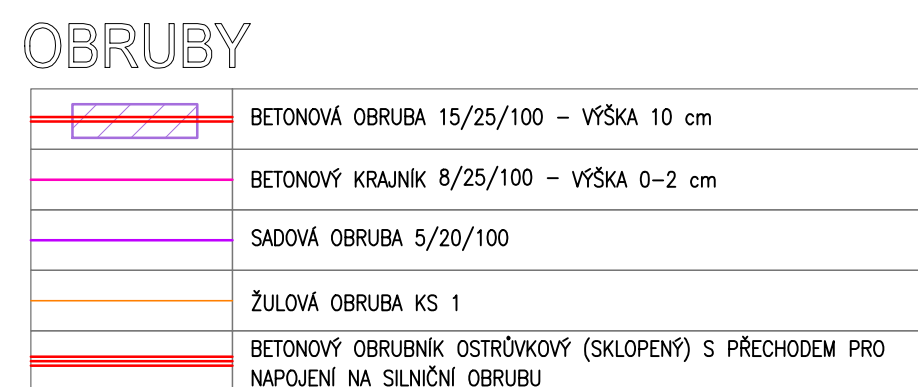 OBRUBY
BETONOVÁ OBRUBA 15/25/100 – VÝŠKA 10 cm
BETONOVÝ KRAJNÍK 8/25/100 – VÝŠKA 0–2 cm
SADOVÁ OBRUBA 5/20/100
ŽULOVÁ OBRUBA KS 1
BETONOVÝ OBRUBNÍK OSTRŮVKOVÝ (SKLOPENÝ) S PŘECHODEM PRO
NAPOJENÍ NA SILNIČNÍ OBRUBU